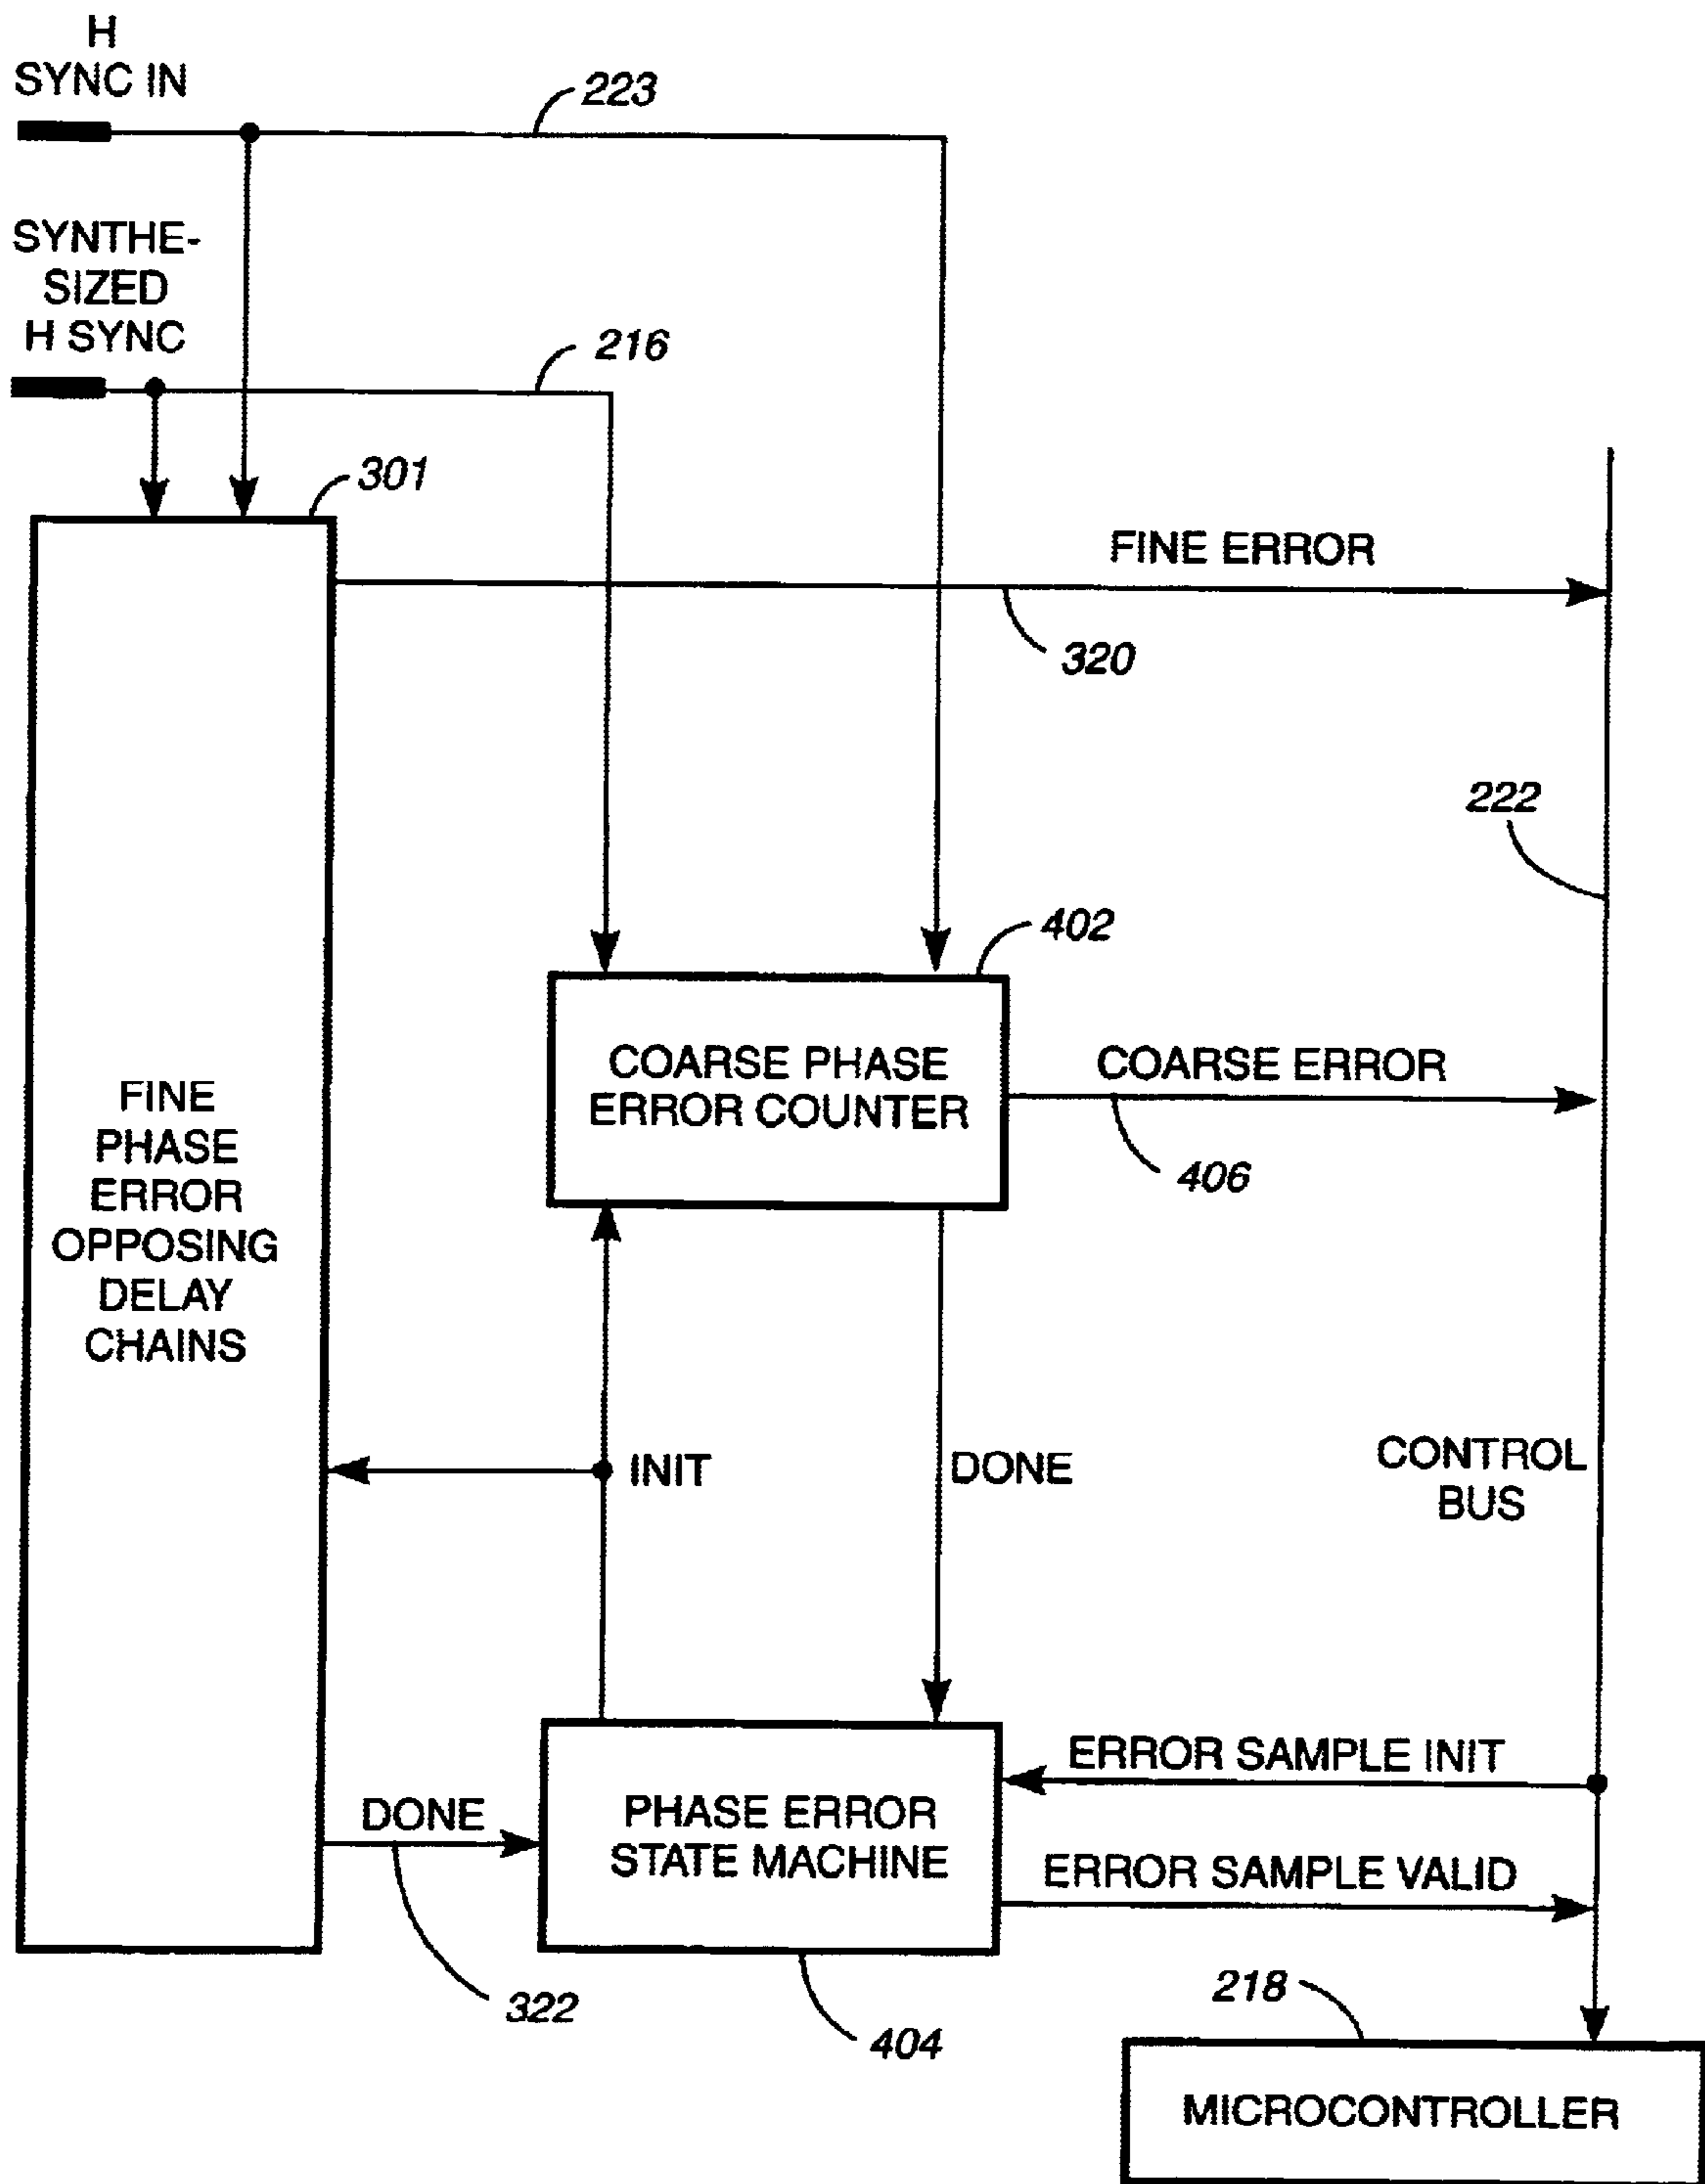 H
SYNC IN
223
SYNTHE-
SIZED
H SYNC
216
301
FINE ERROR
320
222
402
COARSE PHASE
ERROR COUNTER
COARSE ERROR
406
FINE
PHASE
ERROR
OPPOSING
DELAY
CHAINS
INIT
DONE
CONTROL
BUS
ERROR SAMPLE INIT
DONE
PHASE ERROR
STATE MACHINE
ERROR SAMPLE VALID
322
404
218
MICROCONTROLLER